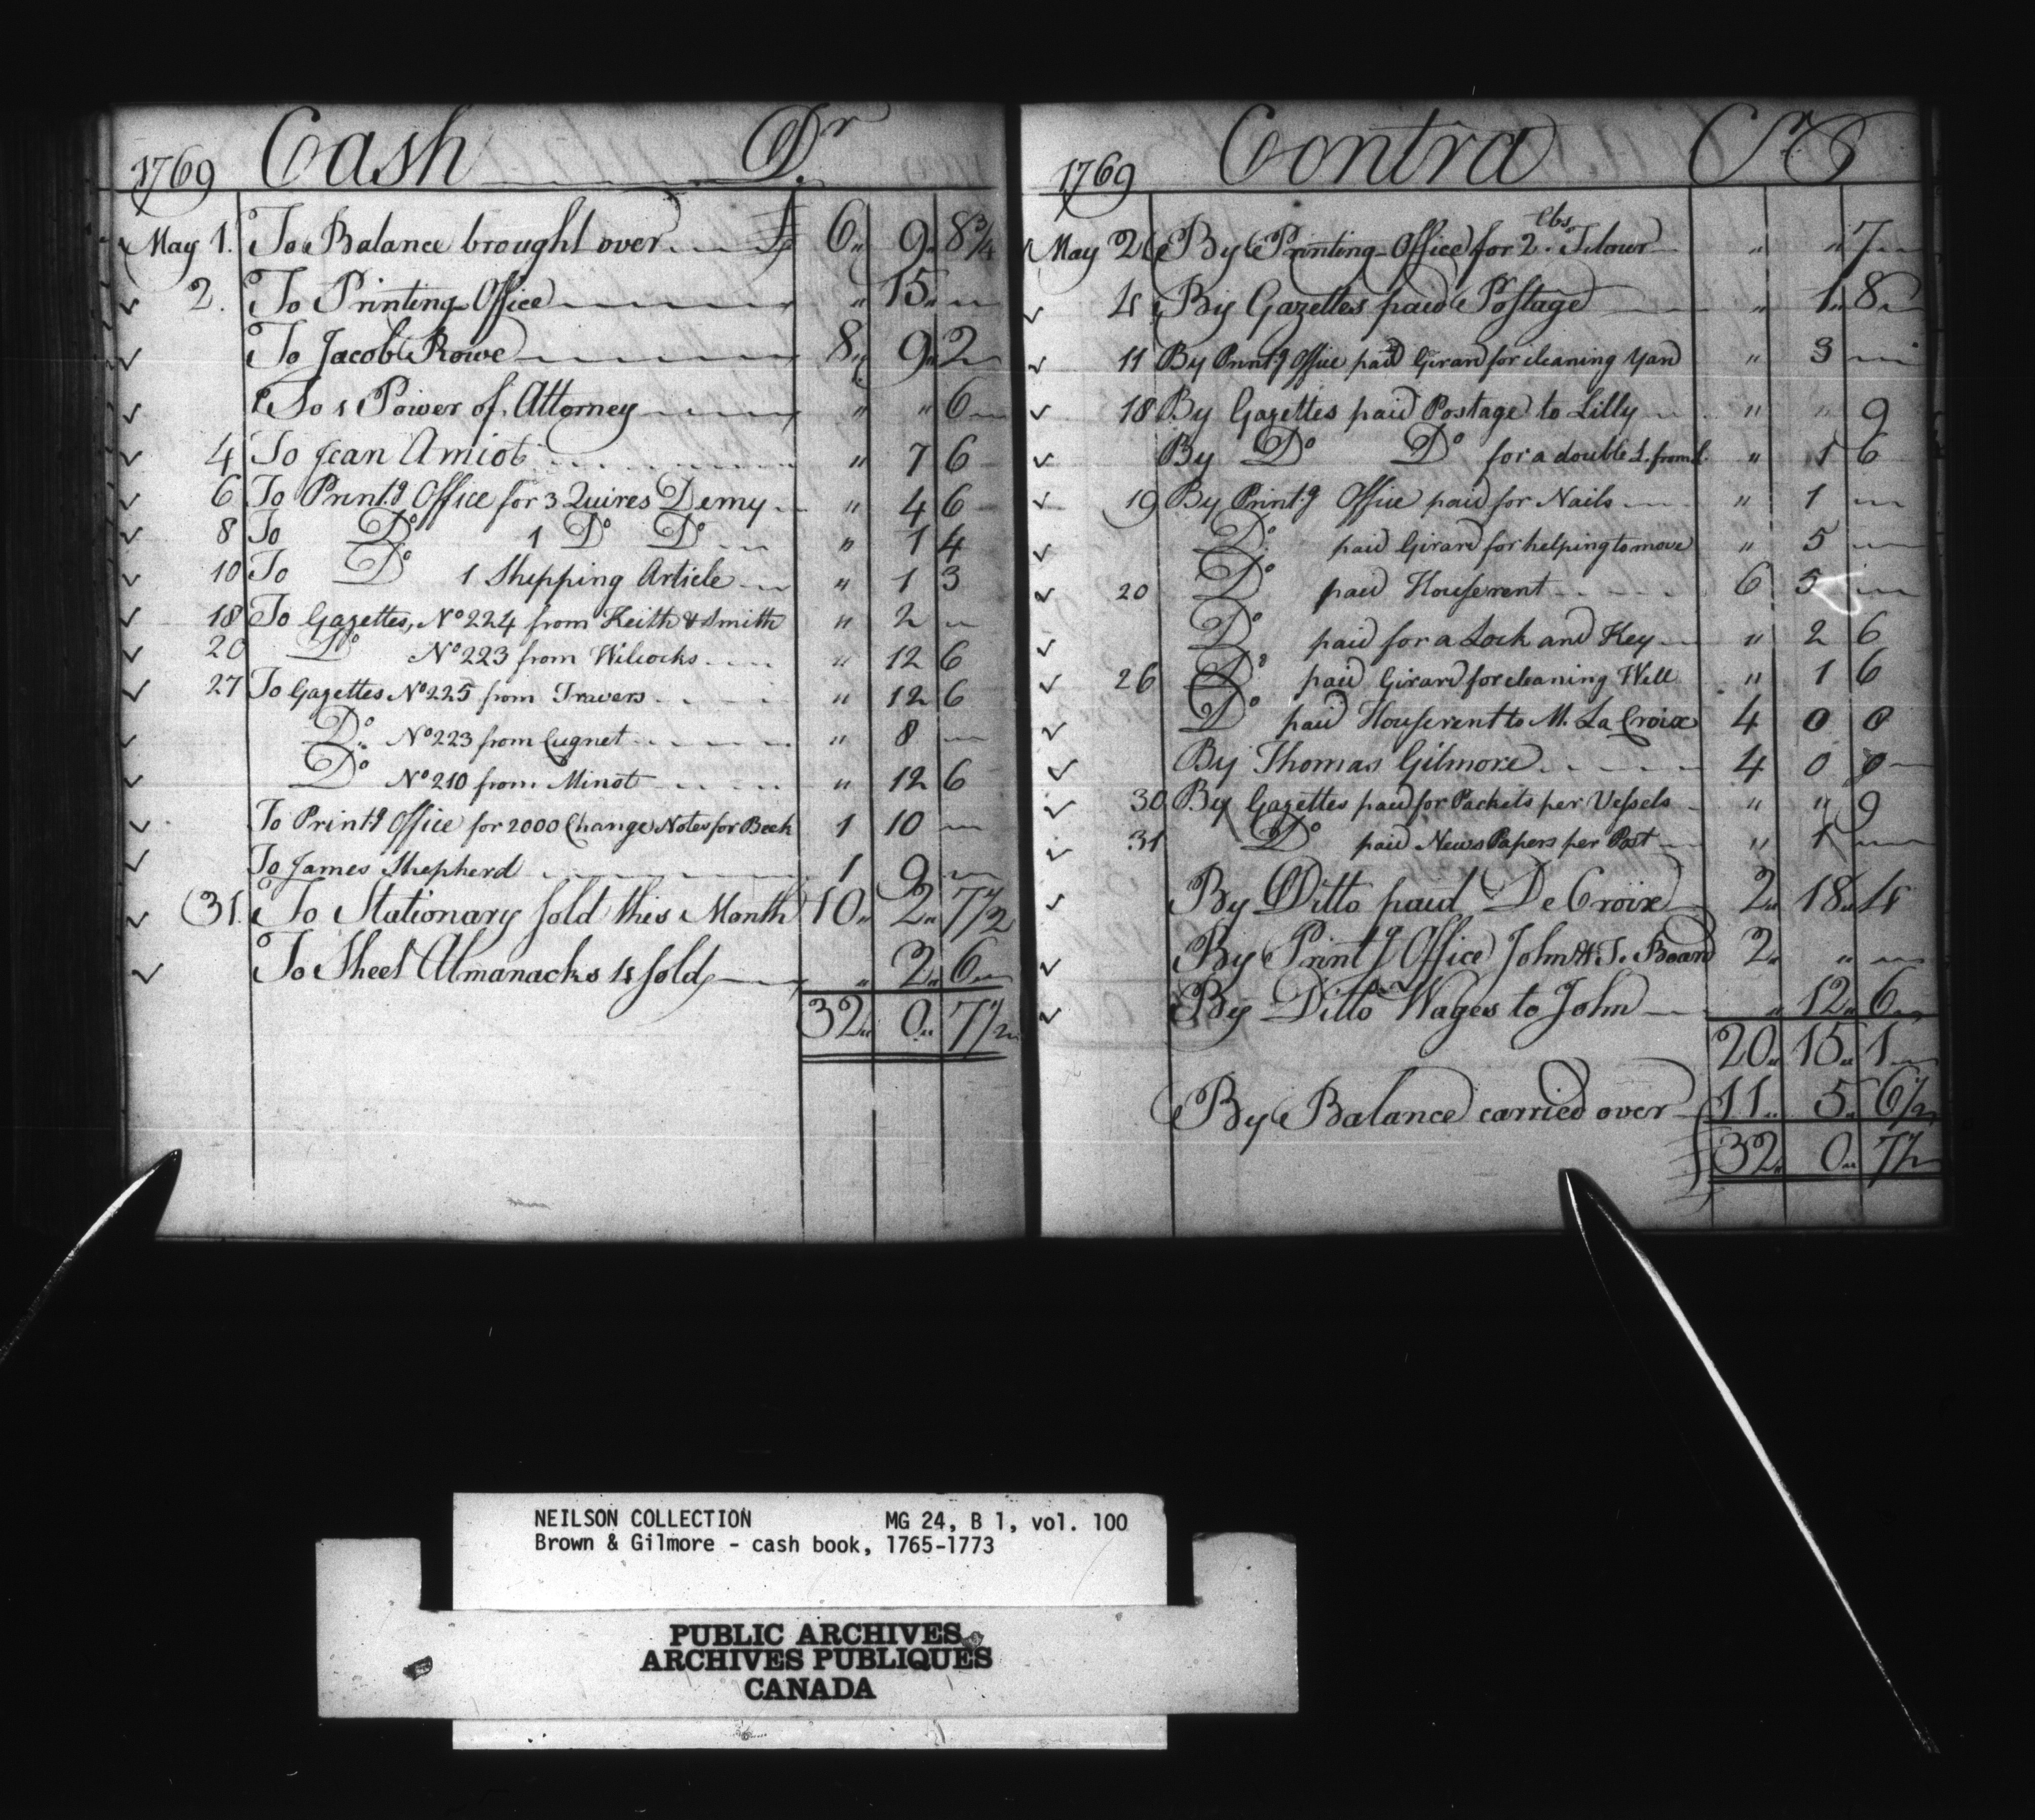 1769 Cash Dr
May 1. To Balance brought over £ 6 9 8¾
2. To Printing Office " 15 "
To Jacob Rowe 8 9 2
To 1 Power of Attorney " " 6
4 To Jean Amiot " 7 6
6 To Print.g Office for 3 Quires Demy " 4 6
8 To Do 1 Do Do " 1 4
10 To Do 1 Shipping Article " 1 3
18 To Gazettes, No 224 from Keith & Smith " 2 "
20 Do No 223 from Wilcocks " 12 6
27 To Gazettes No 225 from Travers " 12 6
Do No 223 from Cugnet " 8 "
Do No 210 from Minot " 12 6
To Print.g Office for 2000 Change Notes for Beek 1 10 "
To James Shepherd 1 9 "
31. To Stationary sold this Month 10 2 7½
To Sheet Almanacks 4 sold " 2 6
32 0 7½
1769 Contra Cr
May 2 By Printing Office for 2 lbs. Flour " " 7
4 By Gazettes paid Postage " 1 8
11 By Print.g Office paid Girard for cleaning Yard " 3 "
18 By Gazettes paid Postage to Lilly " " 9
By Do Do for a double L. from " 1 6
19 By Print.g Office paid for Nails " 1 "
Do paid Girard for helping to move " 5 "
20 Do paid Houserent 6 5 "
Do paid for a Lock and Key " 2 6
26 Do paid Girard for cleaning Well " 1 6
Do paid Houserent to M. La Croix 4 0 0
By Thomas Gilmore 4 0 0
30 By Gazettes paid for Packets per Vessels " " 9
31 Do paid News Papers per Post " 1 "
By Ditto paid De Croix 2 18 4
By Print.g Office John Board 2 " "
By Ditto Wages to John " 12 6
20 15 1
By Balance carried over 11 5 6½
32 0 7½
NEILSON COLLECTION MG 24, B 1, vol. 100
Brown & Gilmore - cash book, 1765-1773
PUBLIC ARCHIVES
ARCHIVES PUBLIQUES
CANADA